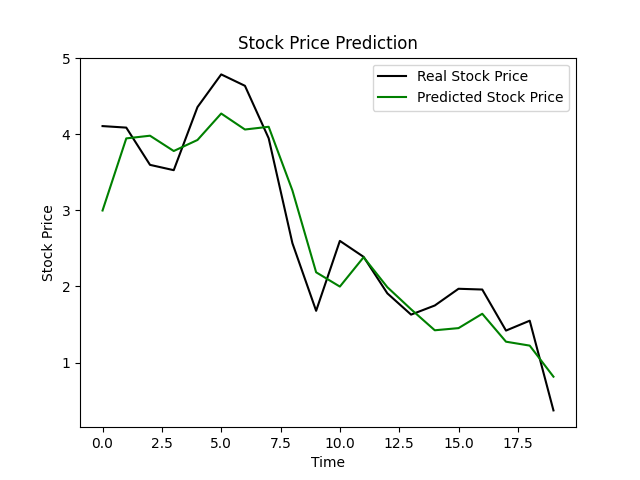 Stock Price Prediction
Real Stock Price
Predicted Stock Price
Stock Price
5
4
3
2
1
0.0 2.5 5.0 7.5 10.0 12.5 15.0 17.5
Time